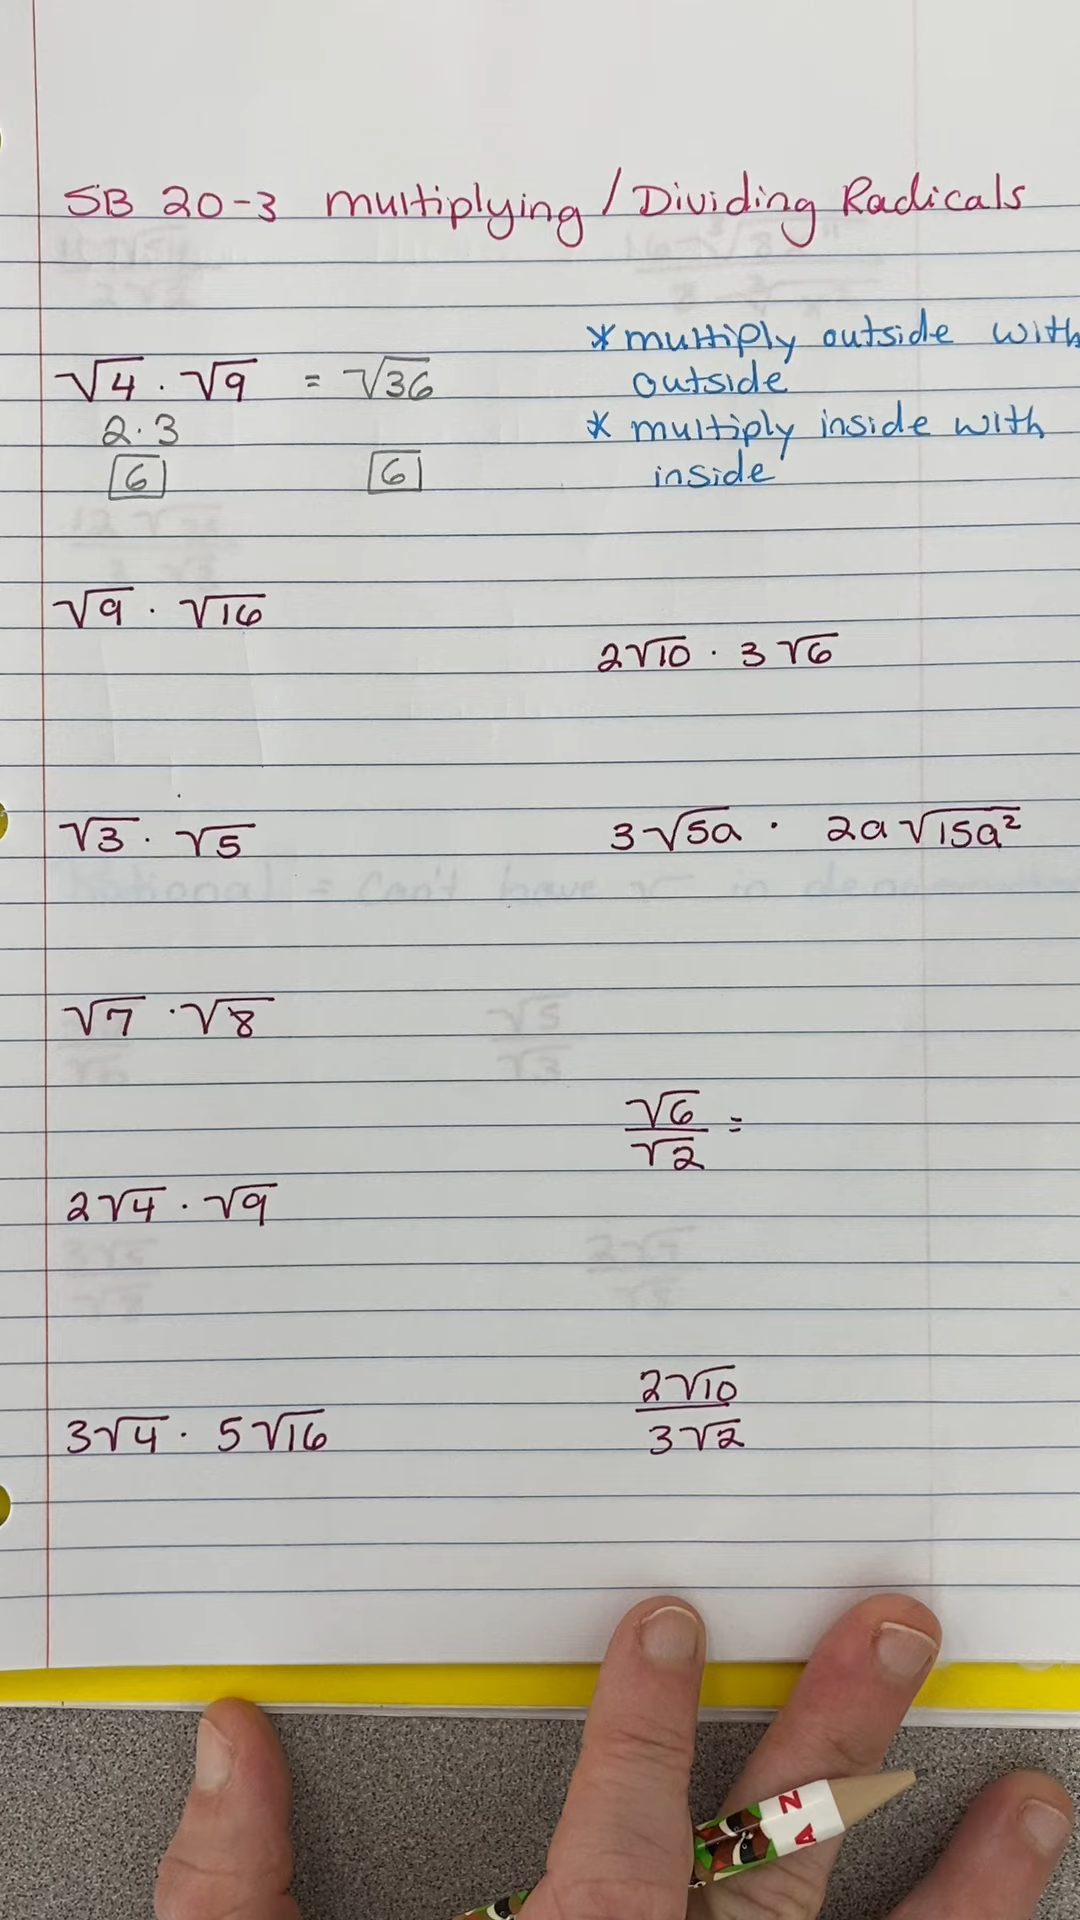 SB 20-3 multiplying / Dividing Radicals
√4 · √9 = √36
2·3
6 6
* multiply outside with
outside
* multiply inside with
inside
√9 · √16
2√10 · 3√6
√3 · √5
3√5a · 2a√15a²
√7 · √8
√6/√2 =
2√4 · √9
3√4 · 5√16
2√10/3√2
A Z